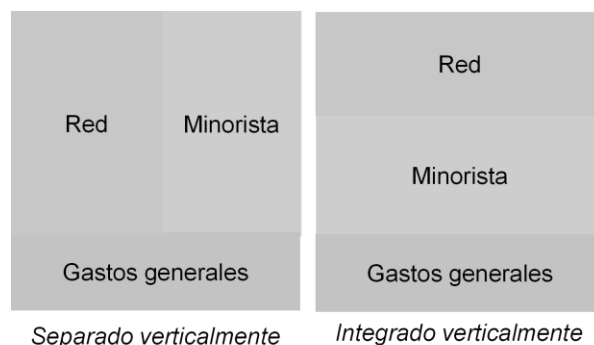 Red
Minorista
Gastos generales
Separado verticalmente
Red
Minorista
Gastos generales
Integrado verticalmente